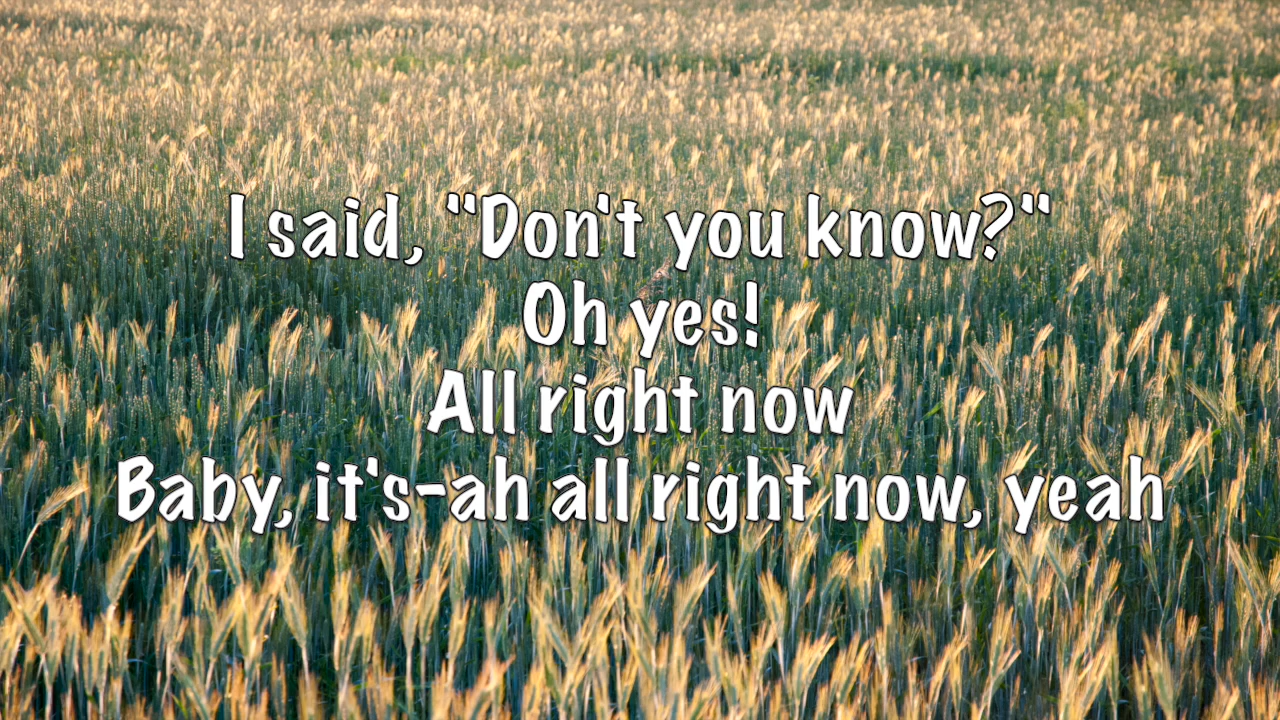 I said, "Don't you know?"
Oh yes!
All right now
Baby, it's-ah all right now, yeah